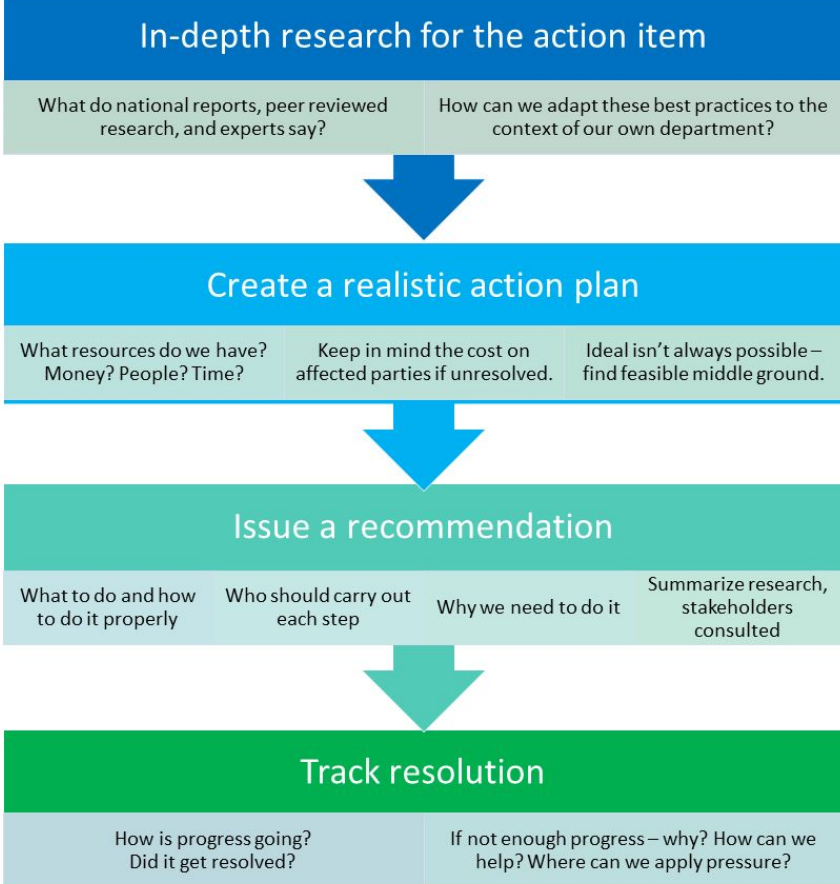 In-depth research for the action item
What do national reports, peer reviewed
research, and experts say?
How can we adapt these best practices to the
context of our own department?
Create a realistic action plan
What resources do we have?
Money? People? Time?
Keep in mind the cost on
affected parties if unresolved.
Ideal isn't always possible –
find feasible middle ground.
Issue a recommendation
What to do and how
to do it properly
Who should carry out
each step
Why we need to do it
Summarize research,
stakeholders
consulted
Track resolution
How is progress going?
Did it get resolved?
If not enough progress – why? How can we
help? Where can we apply pressure?